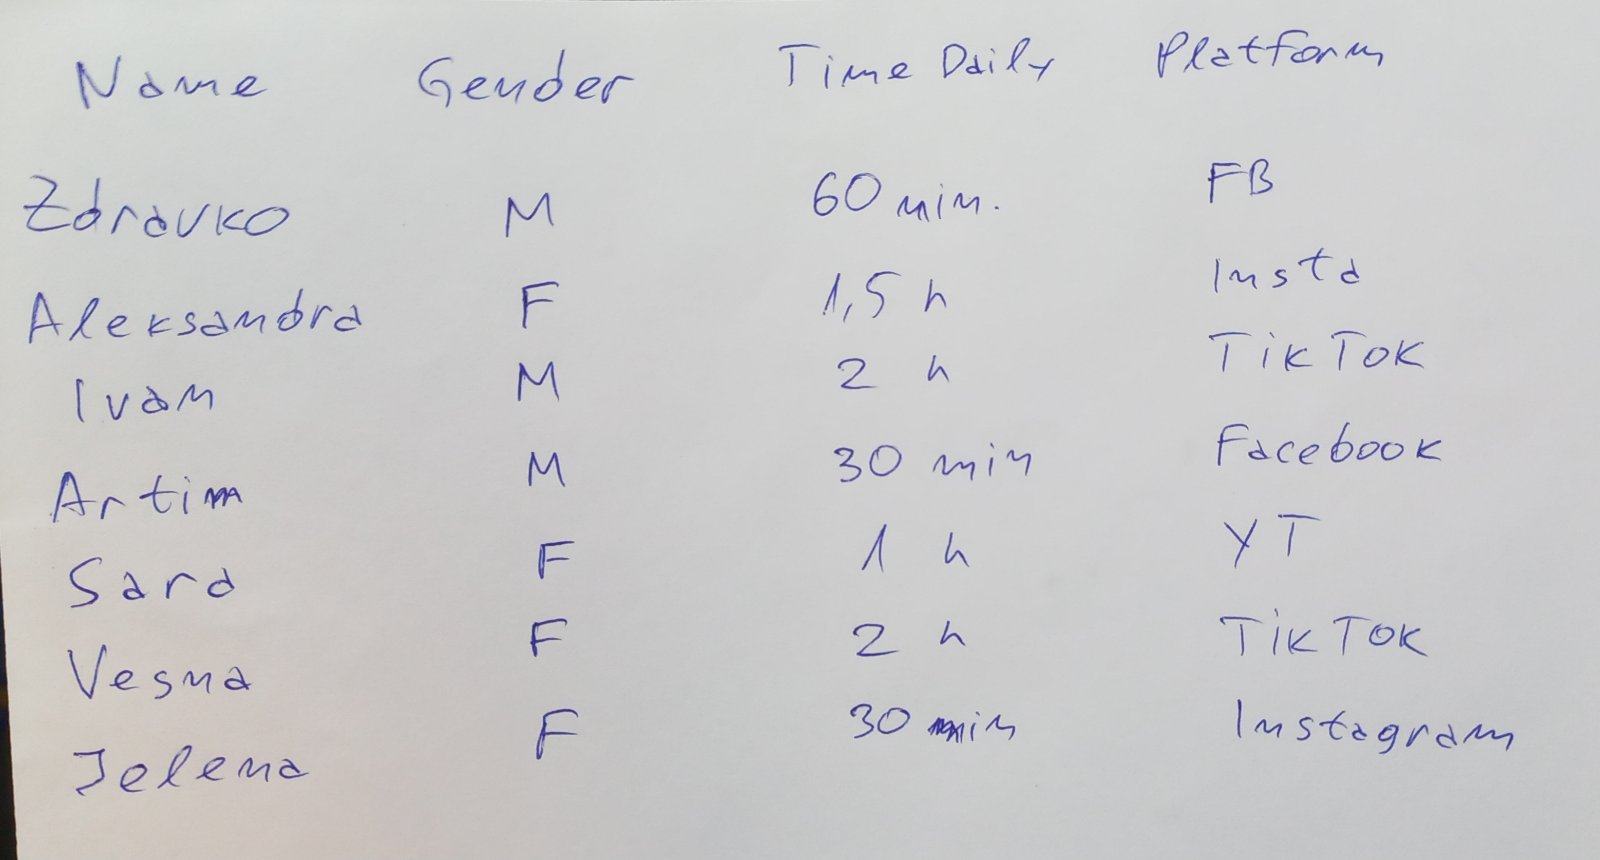 Name Gender Time Daily Platform
Zdravko M 60 min. FB
Aleksandra F 1,5 h Insta
Ivan M 2 h TikTok
Artim M 30 min Facebook
Sara F 1 h YT
Vesna F 2 h TikTok
Jelena F 30 min Instagram